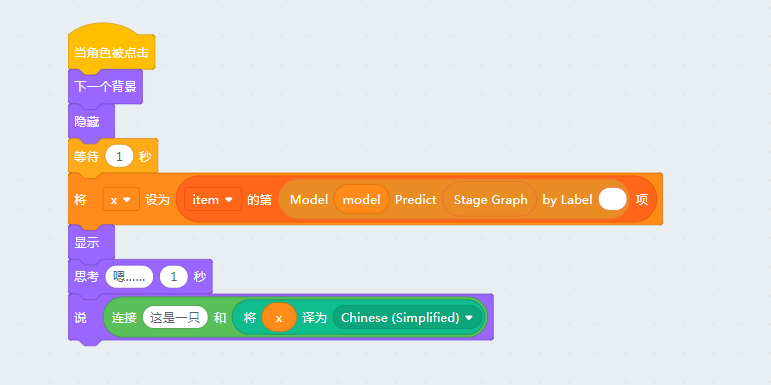 当角色被点击
下一个背景
隐藏
等待 1 秒
将 x 设为 item 的第 Model model Predict Stage Graph by Label 项
显示
思考 嗯…… 1 秒
说 连接 这是一只 和 将 x 译为 Chinese (Simplified)